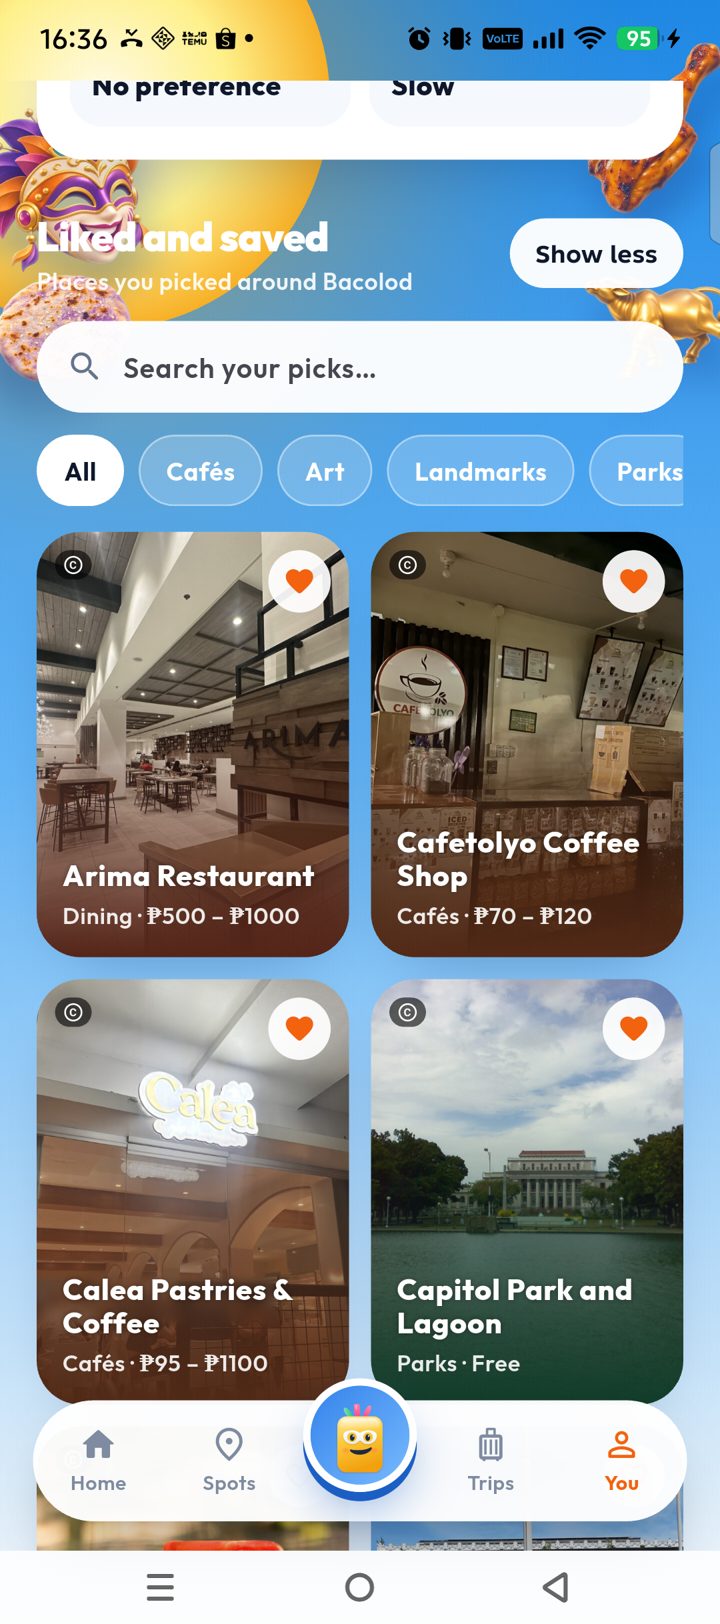 16:36
TEMU
VoLTE
95
No preference
Slow
Liked and saved
Places you picked around Bacolod
Show less
Search your picks...
All
Cafés
Art
Landmarks
Parks
©
©
ARIMA
ICED
Arima Restaurant
Dining · ₱500 – ₱1000
Cafetolyo Coffee
Shop
Cafés · ₱70 – ₱120
©
©
Calea
Calea Pastries &
Coffee
Cafés · ₱95 – ₱1100
Capitol Park and
Lagoon
Parks · Free
Home
Spots
Trips
You